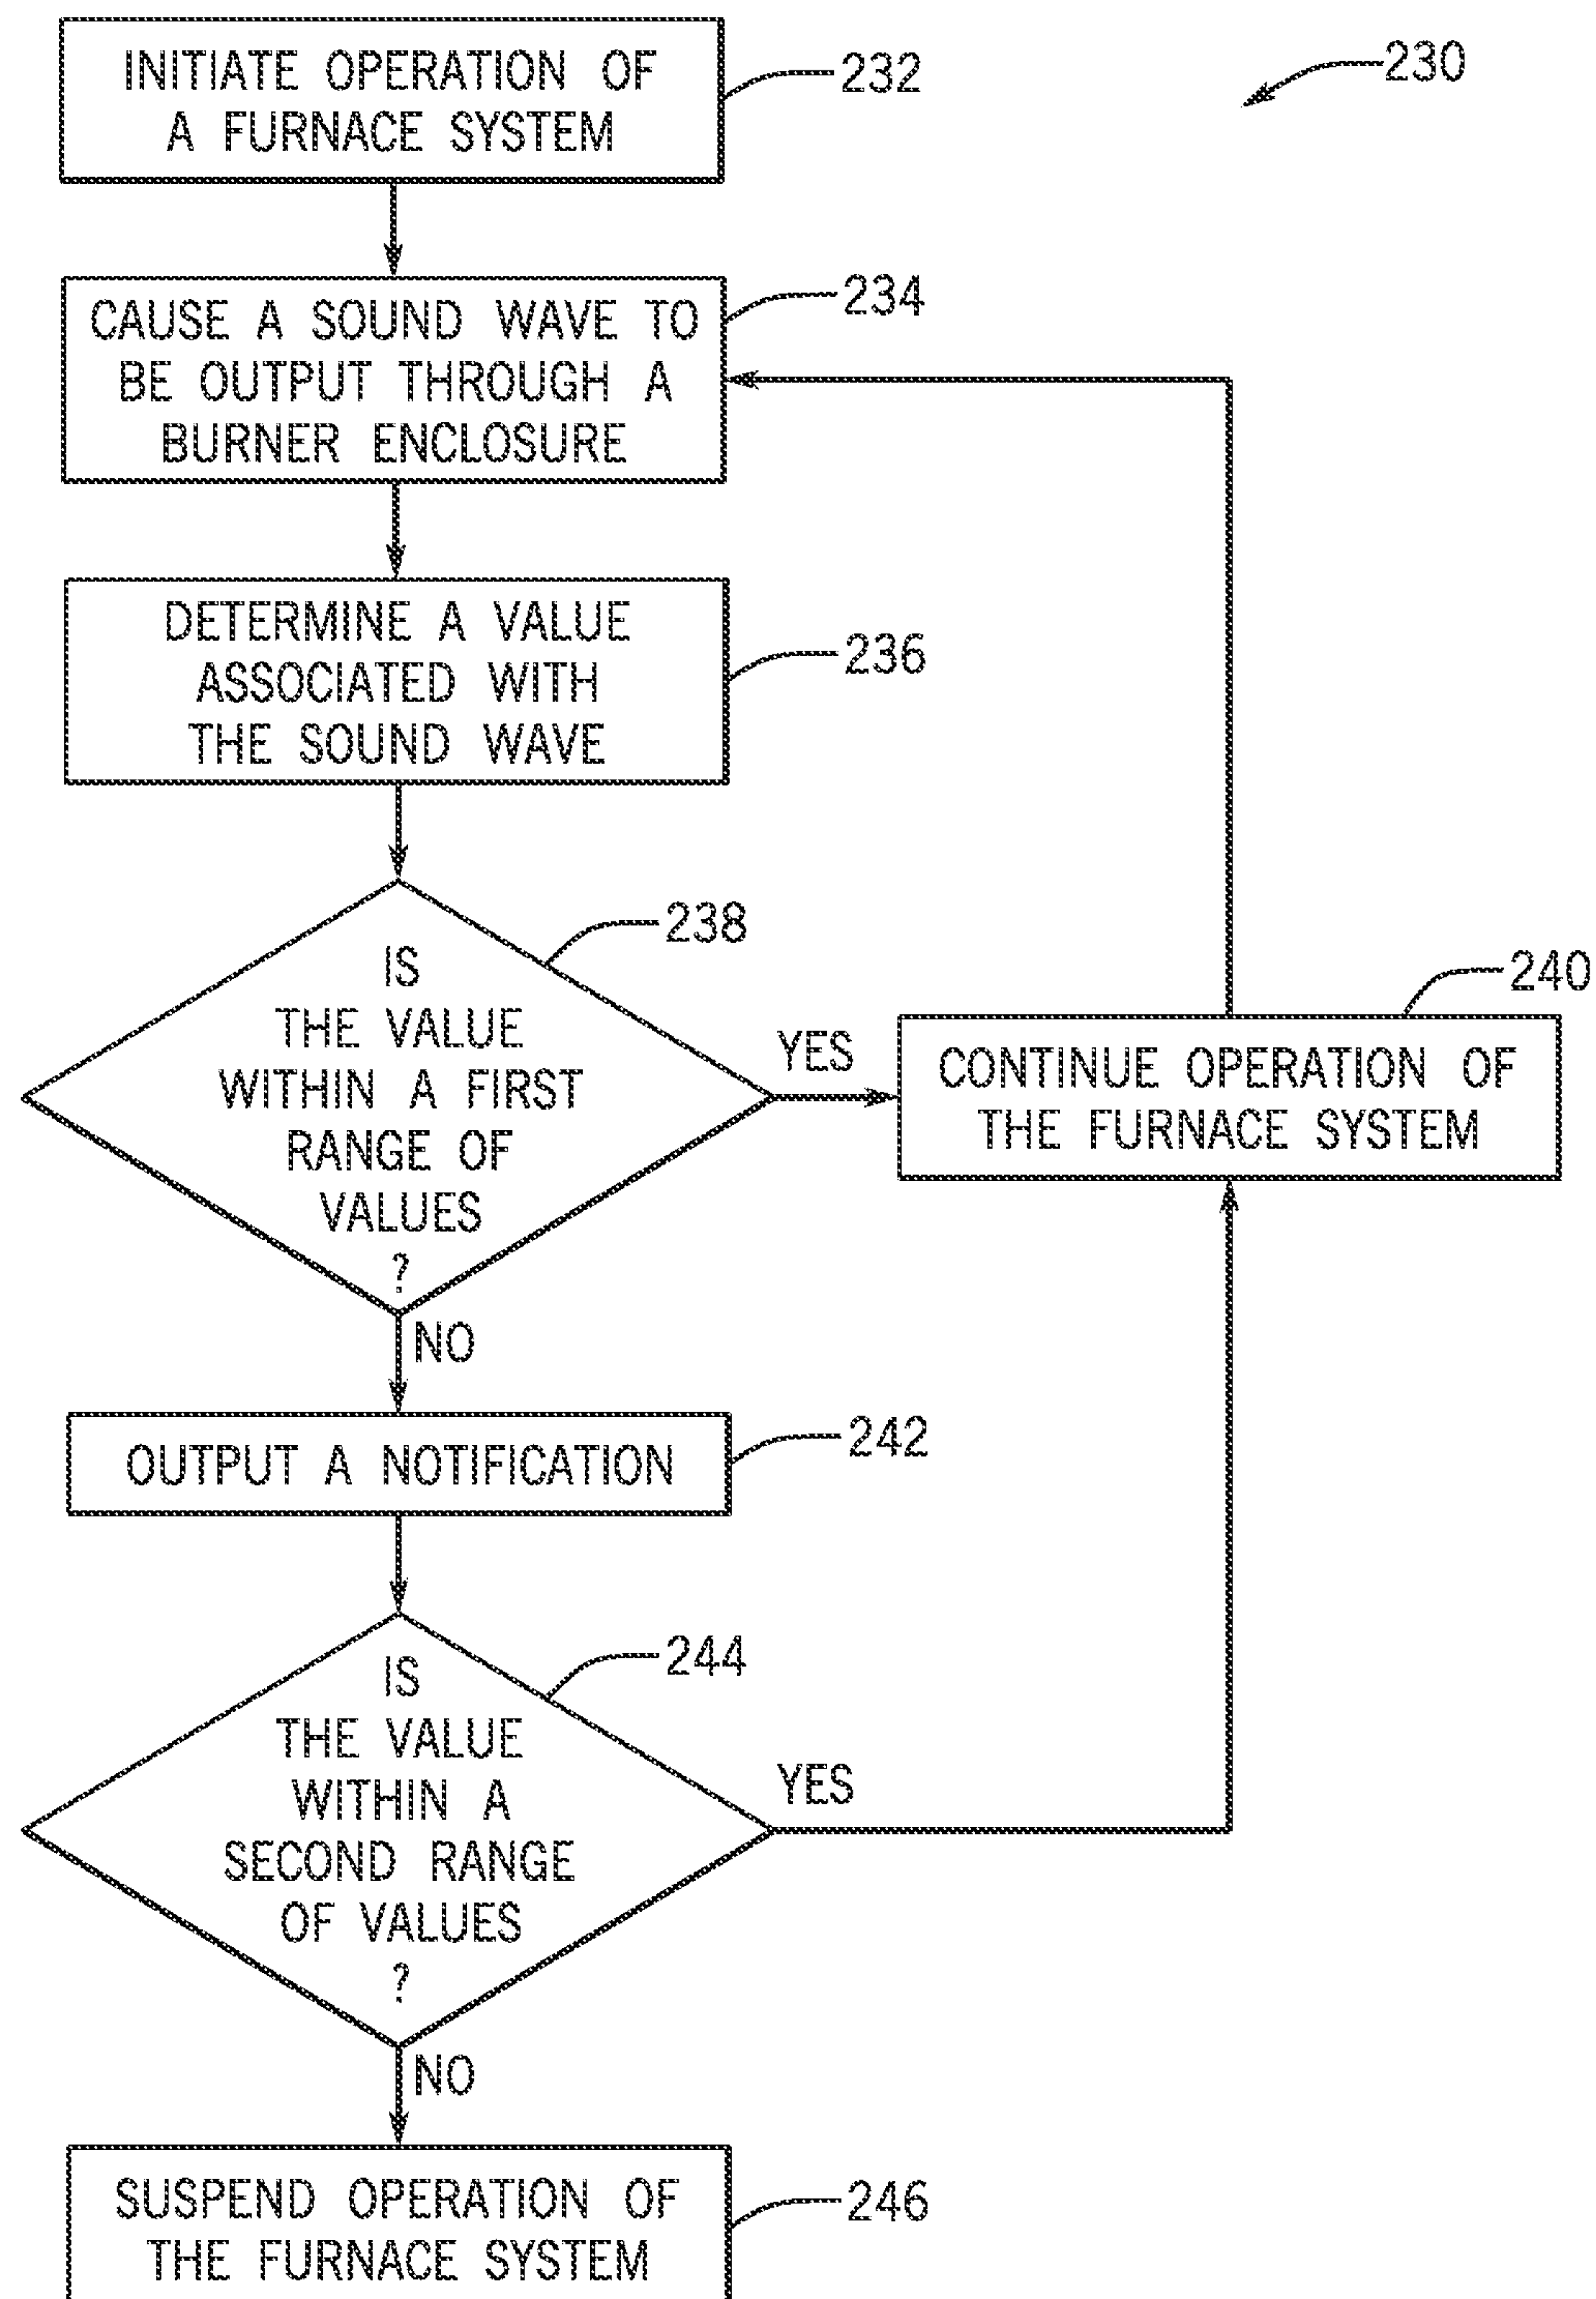 INITIATE OPERATION OF
A FURNACE SYSTEM
232
230
CAUSE A SOUND WAVE TO
BE OUTPUT THROUGH A
BURNER ENCLOSURE
234
DETERMINE A VALUE
ASSOCIATED WITH
THE SOUND WAVE
236
IS
THE VALUE
WITHIN A FIRST
RANGE OF
VALUES
?
238
YES
240
CONTINUE OPERATION OF
THE FURNACE SYSTEM
NO
OUTPUT A NOTIFICATION
242
IS
THE VALUE
WITHIN A
SECOND RANGE
OF VALUES
?
244
YES
NO
SUSPEND OPERATION OF
THE FURNACE SYSTEM
246